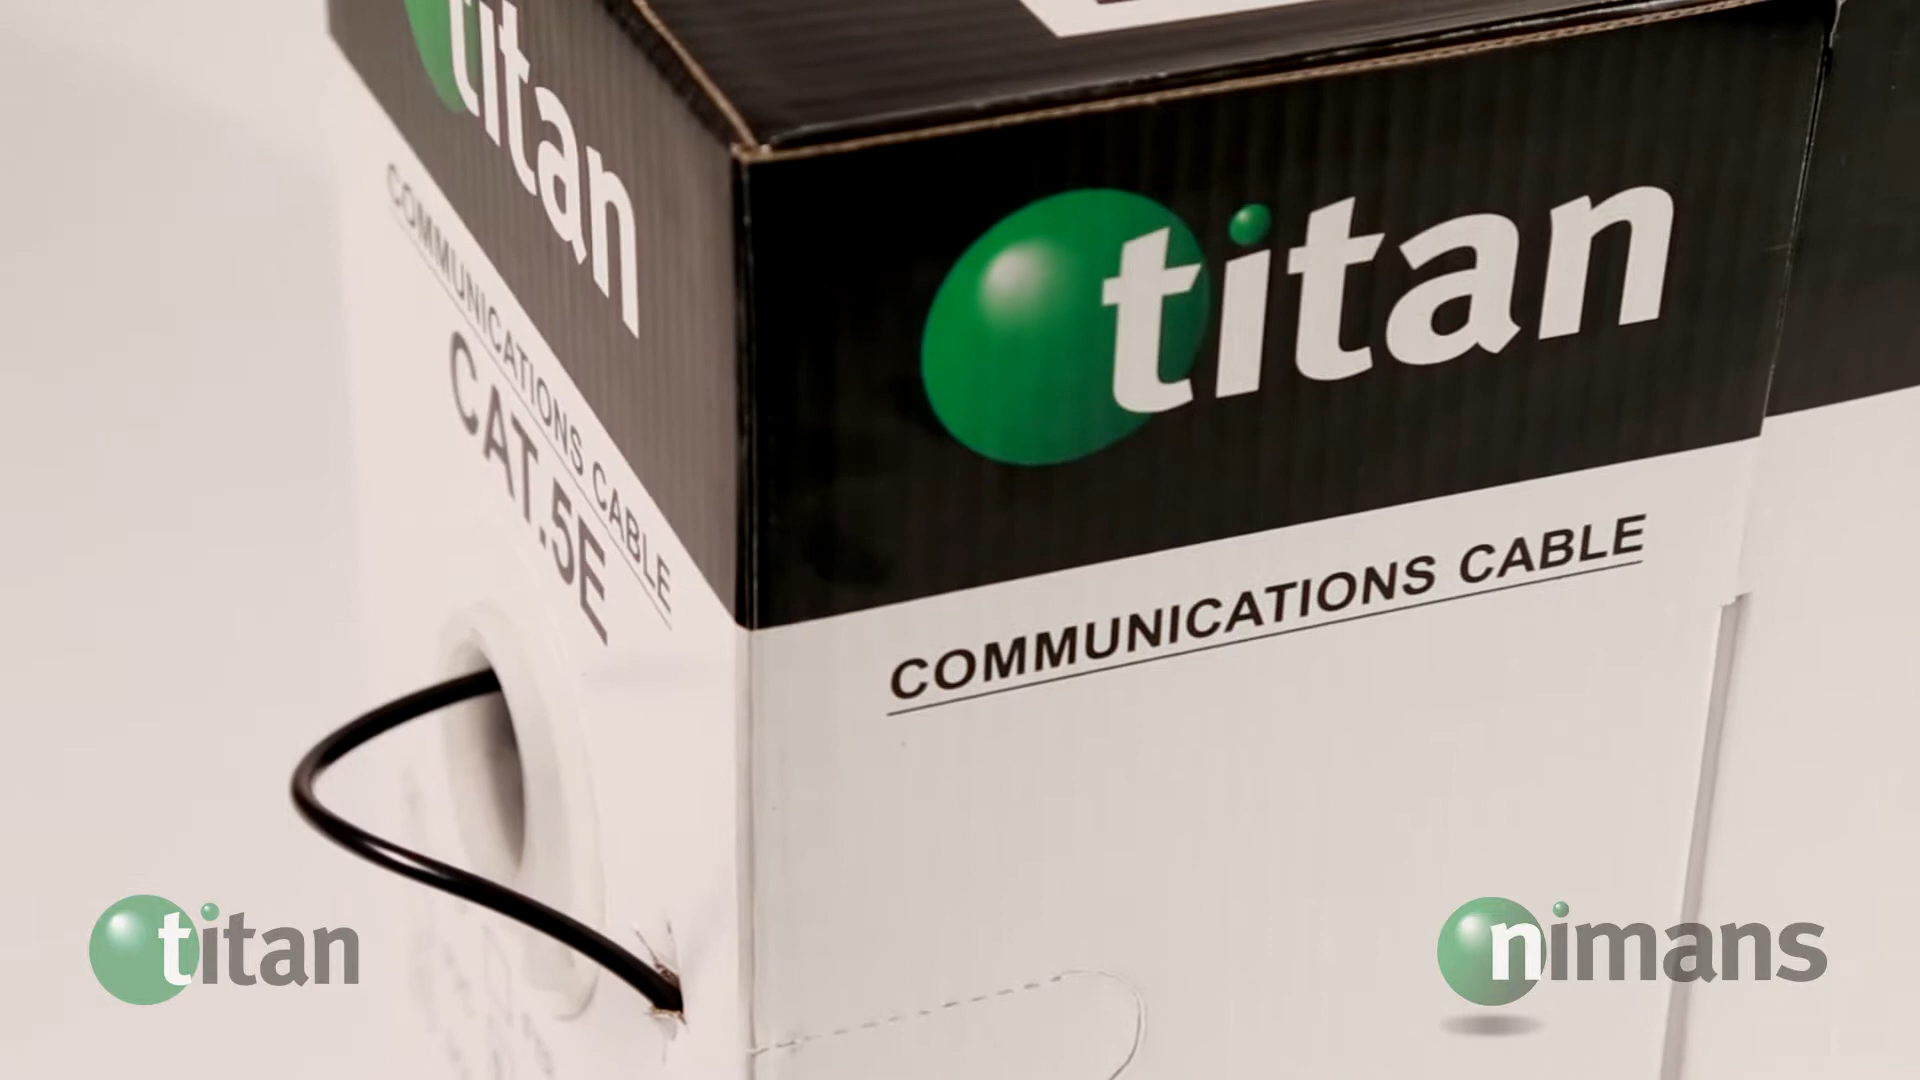 titan
COMMUNICATIONS CABLE
CAT.5E
titan
COMMUNICATIONS CABLE
titan
nimans